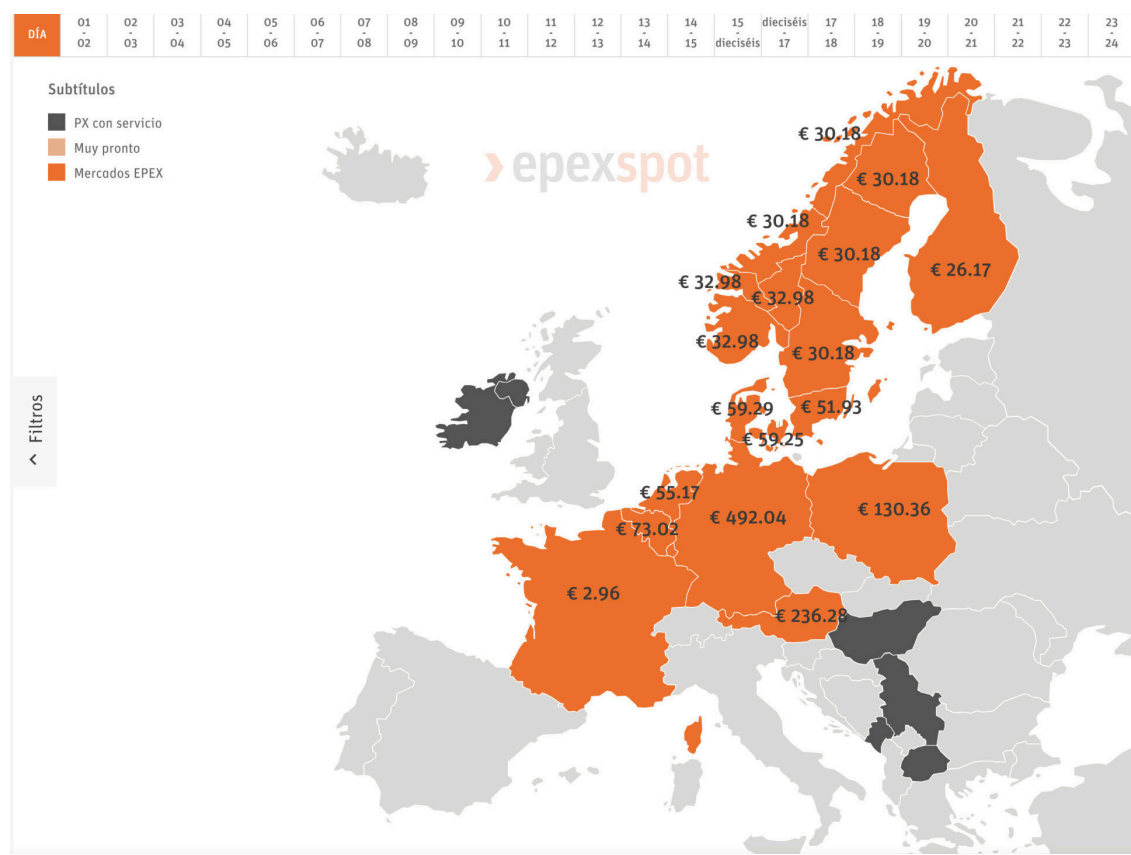 DÍA
01 - 02
02 - 03
03 - 04
04 - 05
05 - 06
06 - 07
07 - 08
08 - 09
09 - 10
10 - 11
11 - 12
12 - 13
13 - 14
14 - 15
15 - dieciséis
dieciséis - 17
17 - 18
18 - 19
19 - 20
20 - 21
21 - 22
22 - 23
23 - 24
Subtítulos
PX con servicio
Muy pronto
Mercados EPEX
epexspot
Filtros
€ 30.18
€ 30.18
€ 30.18
€ 30.18
€ 26.17
€ 32.98
€ 32.98
€ 32.98
€ 30.18
€ 59.29
€ 51.93
€ 59.25
€ 55.17
€ 492.04
€ 130.36
€ 73.02
€ 2.96
€ 236.28